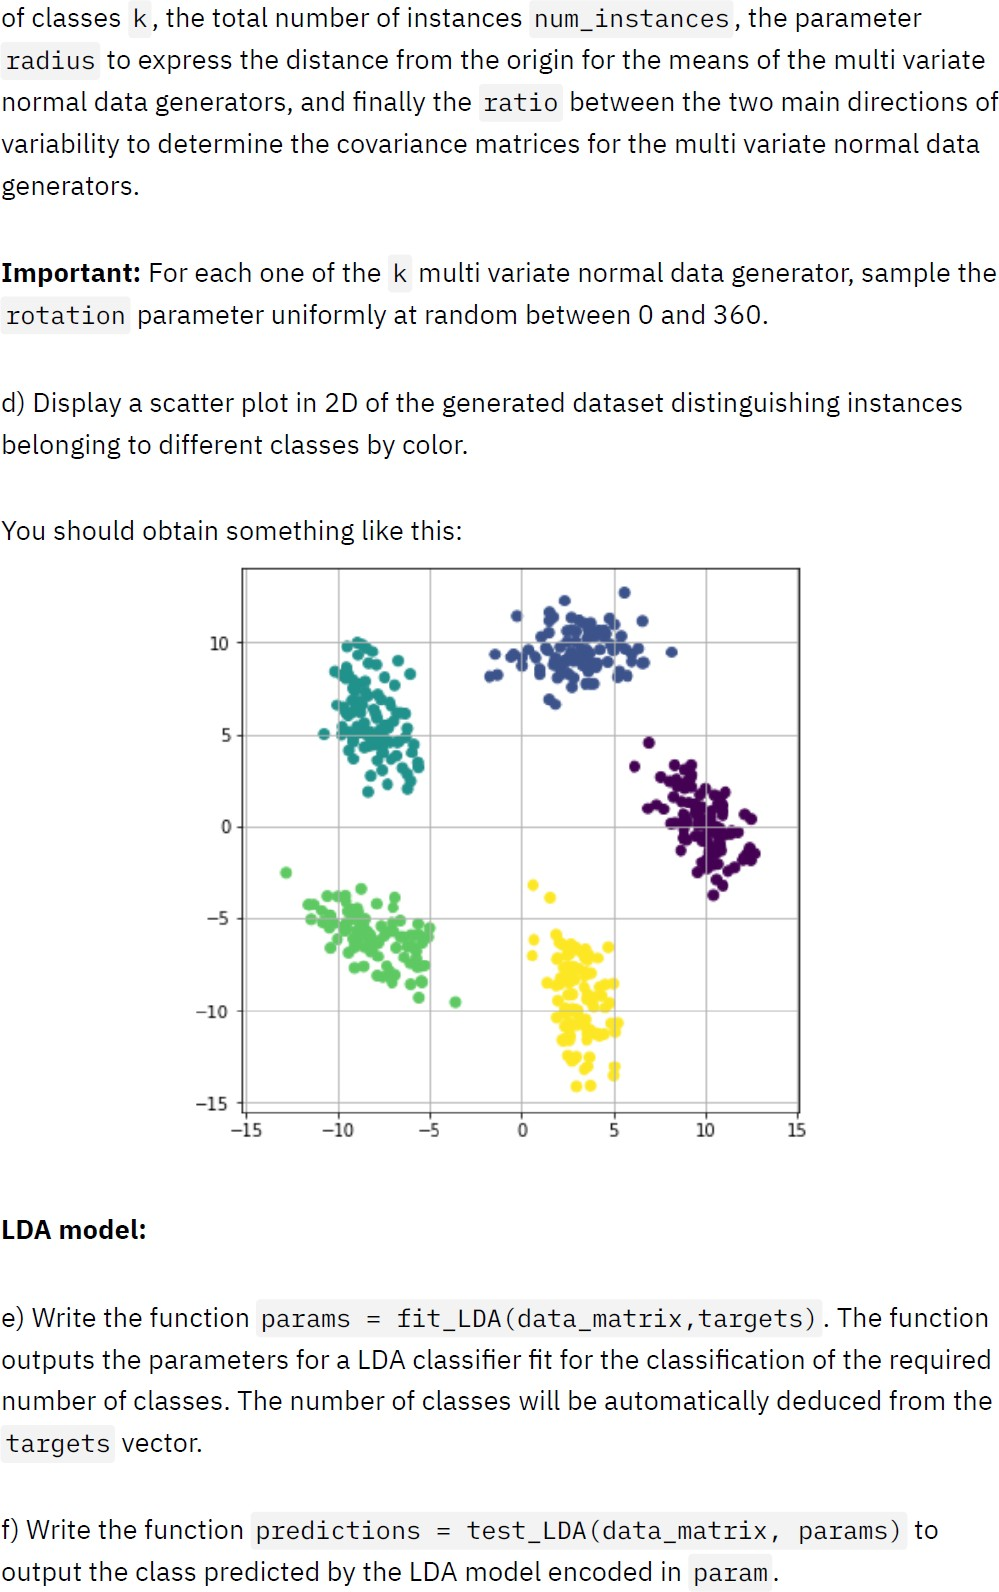 of classes k, the total number of instances num_instances, the parameter
radius to express the distance from the origin for the means of the multi variate
normal data generators, and finally the ratio between the two main directions of
variability to determine the covariance matrices for the multi variate normal data
generators.
Important: For each one of the k multi variate normal data generator, sample the
rotation parameter uniformly at random between 0 and 360.
d) Display a scatter plot in 2D of the generated dataset distinguishing instances
belonging to different classes by color.
You should obtain something like this:
10
5
0
−5
−10
−15
−15 −10 −5 0 5 10 15
LDA model:
e) Write the function params = fit_LDA(data_matrix,targets). The function
outputs the parameters for a LDA classifier fit for the classification of the required
number of classes. The number of classes will be automatically deduced from the
targets vector.
f) Write the function predictions = test_LDA(data_matrix, params) to
output the class predicted by the LDA model encoded in param.